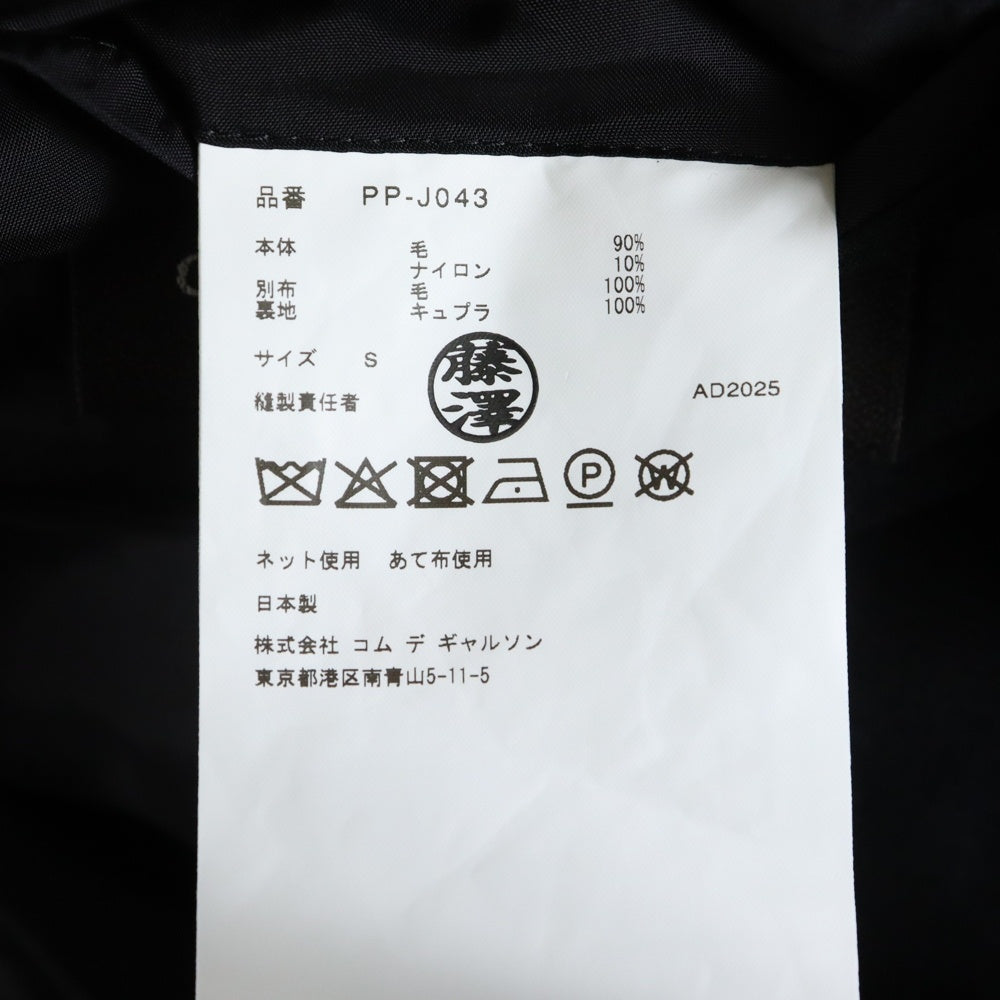 品番 PP-J043
本体 毛 90%
ナイロン 10%
別布 毛 100%
裏地 キュプラ 100%
サイズ S
藤澤
縫製責任者 AD2025
P
W
ネット使用 あて布使用
日本製
株式会社 コム デ ギャルソン
東京都港区南青山5-11-5